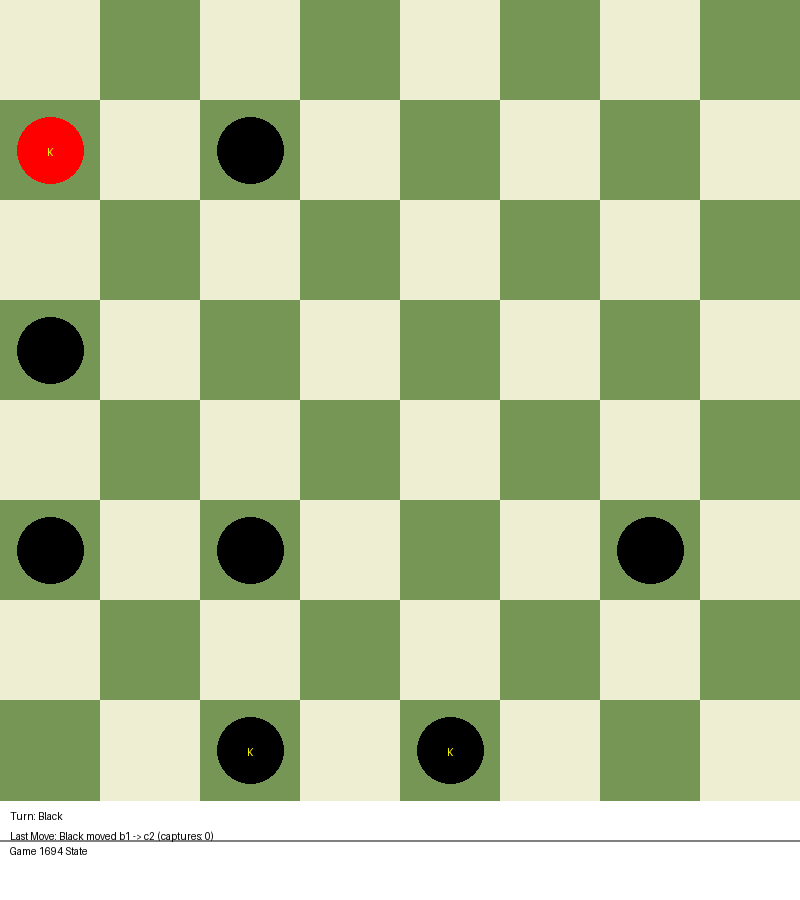 K
K K
Turn: Black
Last Move: Black moved b1 -> c2 (captures: 0)
Game 1694 State